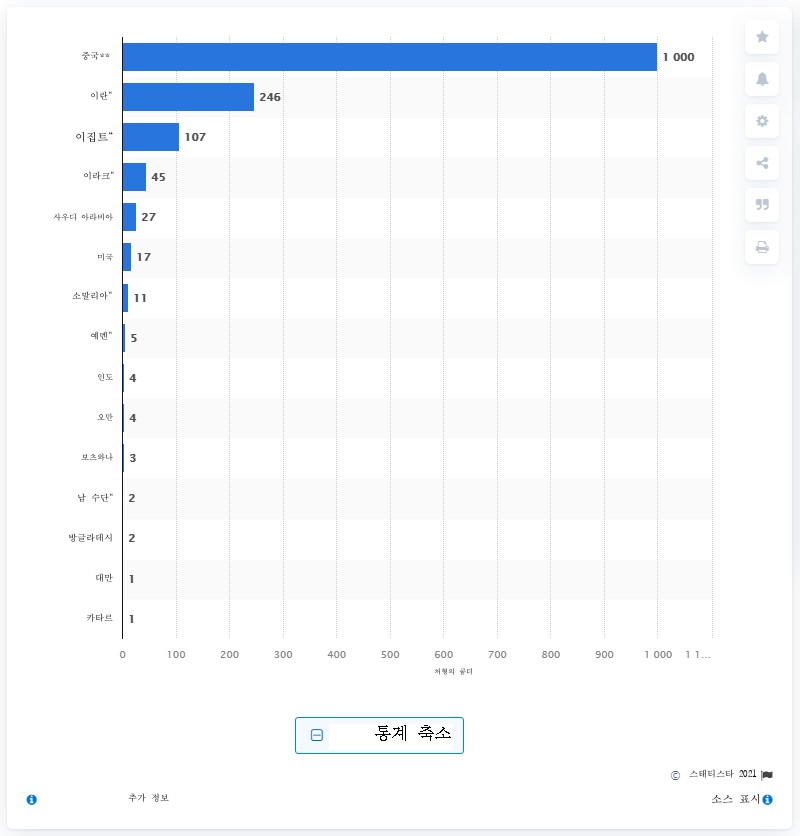 중국** 1 000
이란" 246
이집트" 107
이라크" 45
사우디 아라비아 27
미국 17
소말리아" 11
예멘" 5
인도 4
오만 4
보츠와나 3
남 수단" 2
방글라데시 2
대만 1
카타르 1
0 100 200 300 400 500 600 700 800 900 1 000 1 1...
처형의 공더
통계 축소
© 스태티스타 2021
추가 정보 소스 표시